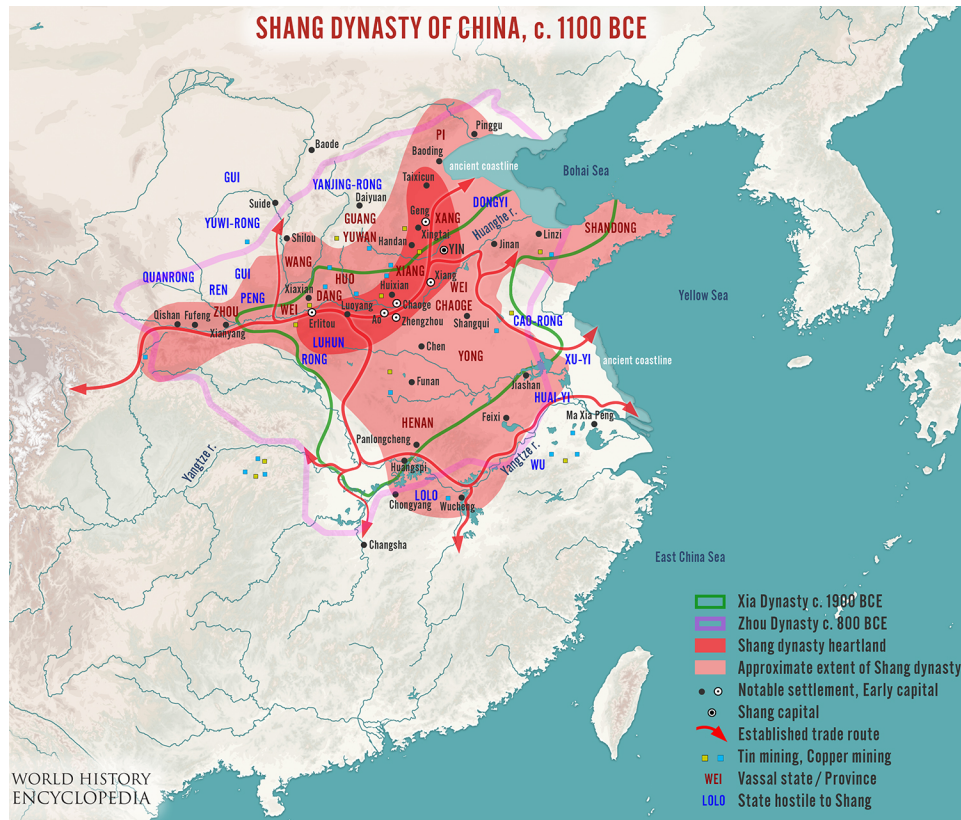 SHANG DYNASTY OF CHINA, c. 1100 BCE
Pinggu
PI
Baode
Baoding
ancient coastline
Bohai Sea
Taixicun
GUI
YANJING-RONG
Daiyuan
Suide
DONGYI
Geng
XANG
GUANG
YUWI-RONG
Huanghe r.
SHANDONG
Xingtai
Shilou
YUWAN
Handan
YIN
Jinan
Linzi
WANG
QUANRONG
GUI
HUO
XIANG
Xiang
REN
Huixian
WEI
Yellow Sea
PENG
Xiaxian
DANG
Chaoge
CHAOGE
Qishan
Fufeng
ZHOU
WEI
Luoyang
Ao
Zhengzhou
Shangqui
CAO-RONG
Xianyang
Erlitou
LUHUN
Chen
RONG
YONG
XU-YI
ancient coastline
Funan
Jiashan
HUAI-YI
Feixi
Ma Xia Peng
HENAN
Panlongcheng
Yangtze r.
Yangtze r.
Huangspi
WU
LOLO
Chongyang
Wucheng
Changsha
East China Sea
Xia Dynasty c. 1900 BCE
Zhou Dynasty c. 800 BCE
Shang dynasty heartland
Approximate extent of Shang dynasty
Notable settlement, Early capital
Shang capital
Established trade route
Tin mining, Copper mining
WEI Vassal state / Province
LOLO State hostile to Shang
WORLD HISTORY
ENCYCLOPEDIA